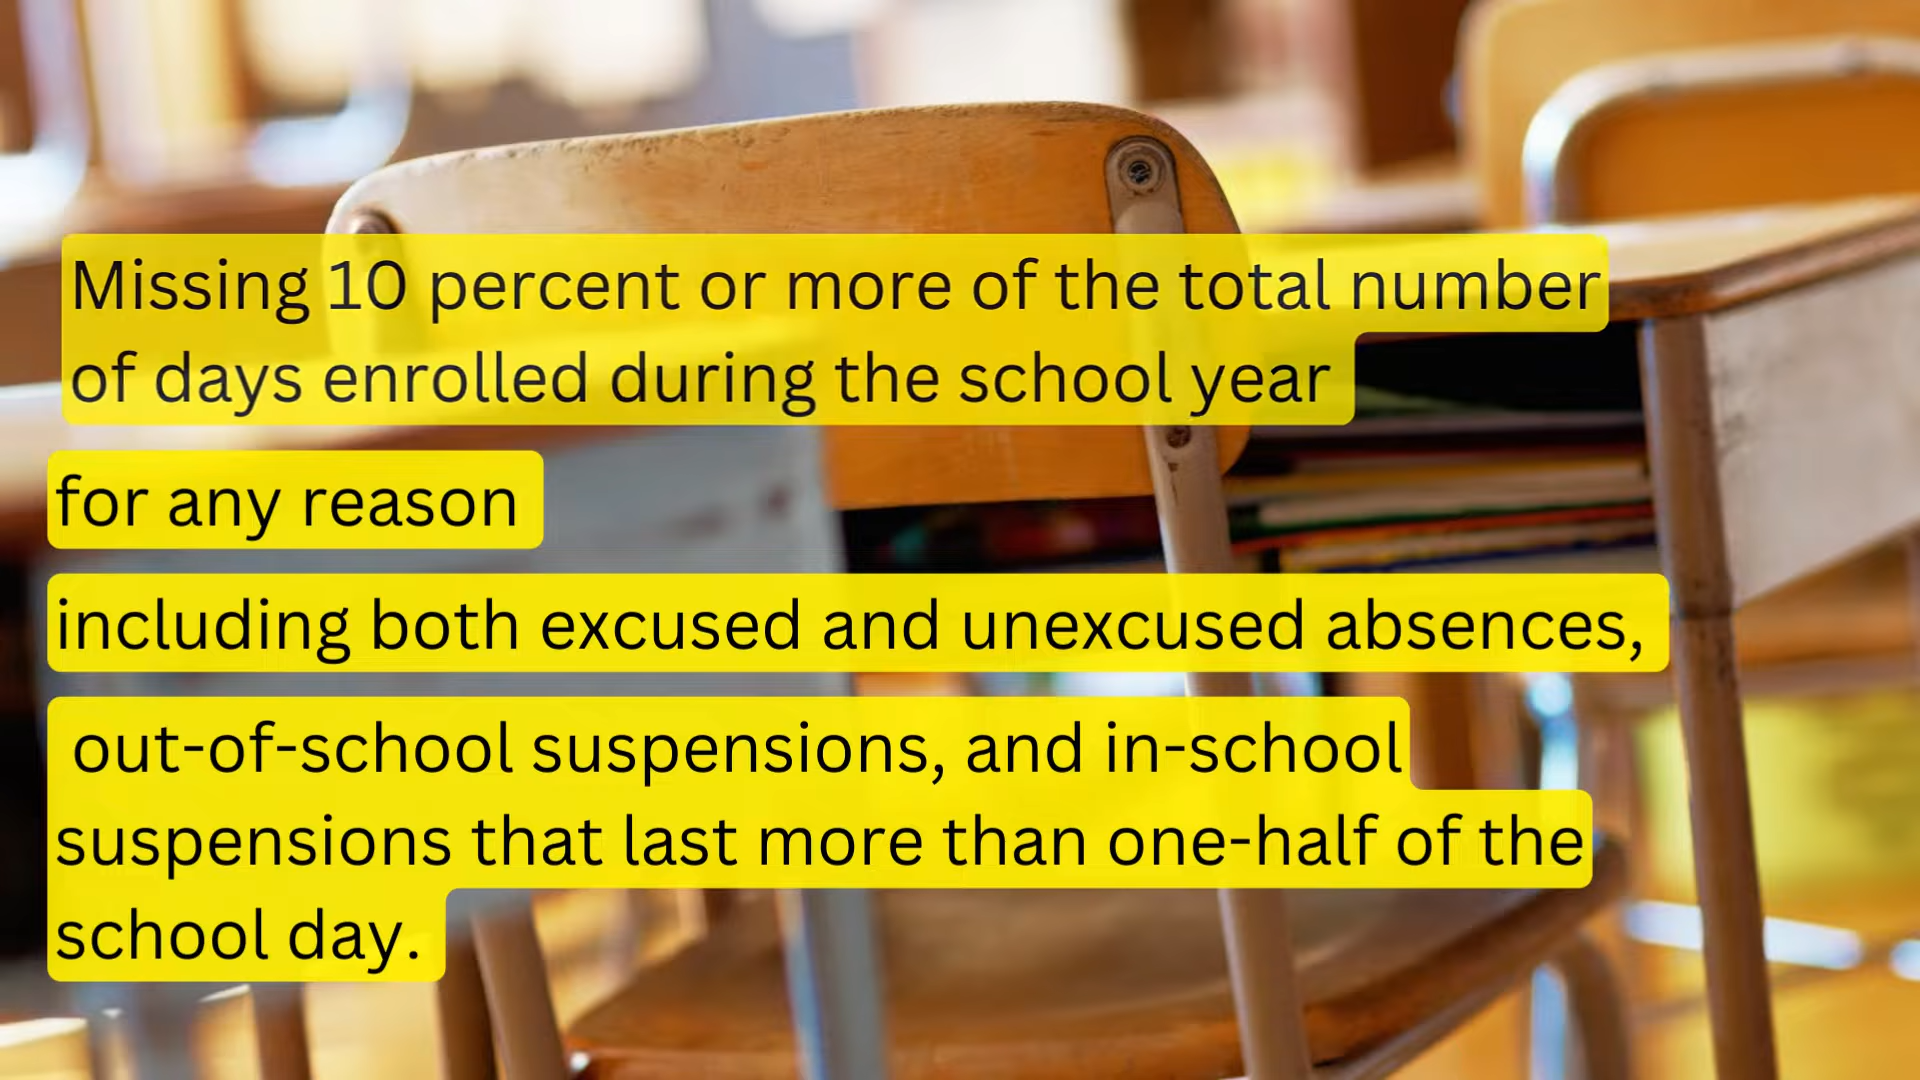 Missing 10 percent or more of the total number
of days enrolled during the school year
for any reason
including both excused and unexcused absences,
out-of-school suspensions, and in-school
suspensions that last more than one-half of the
school day.